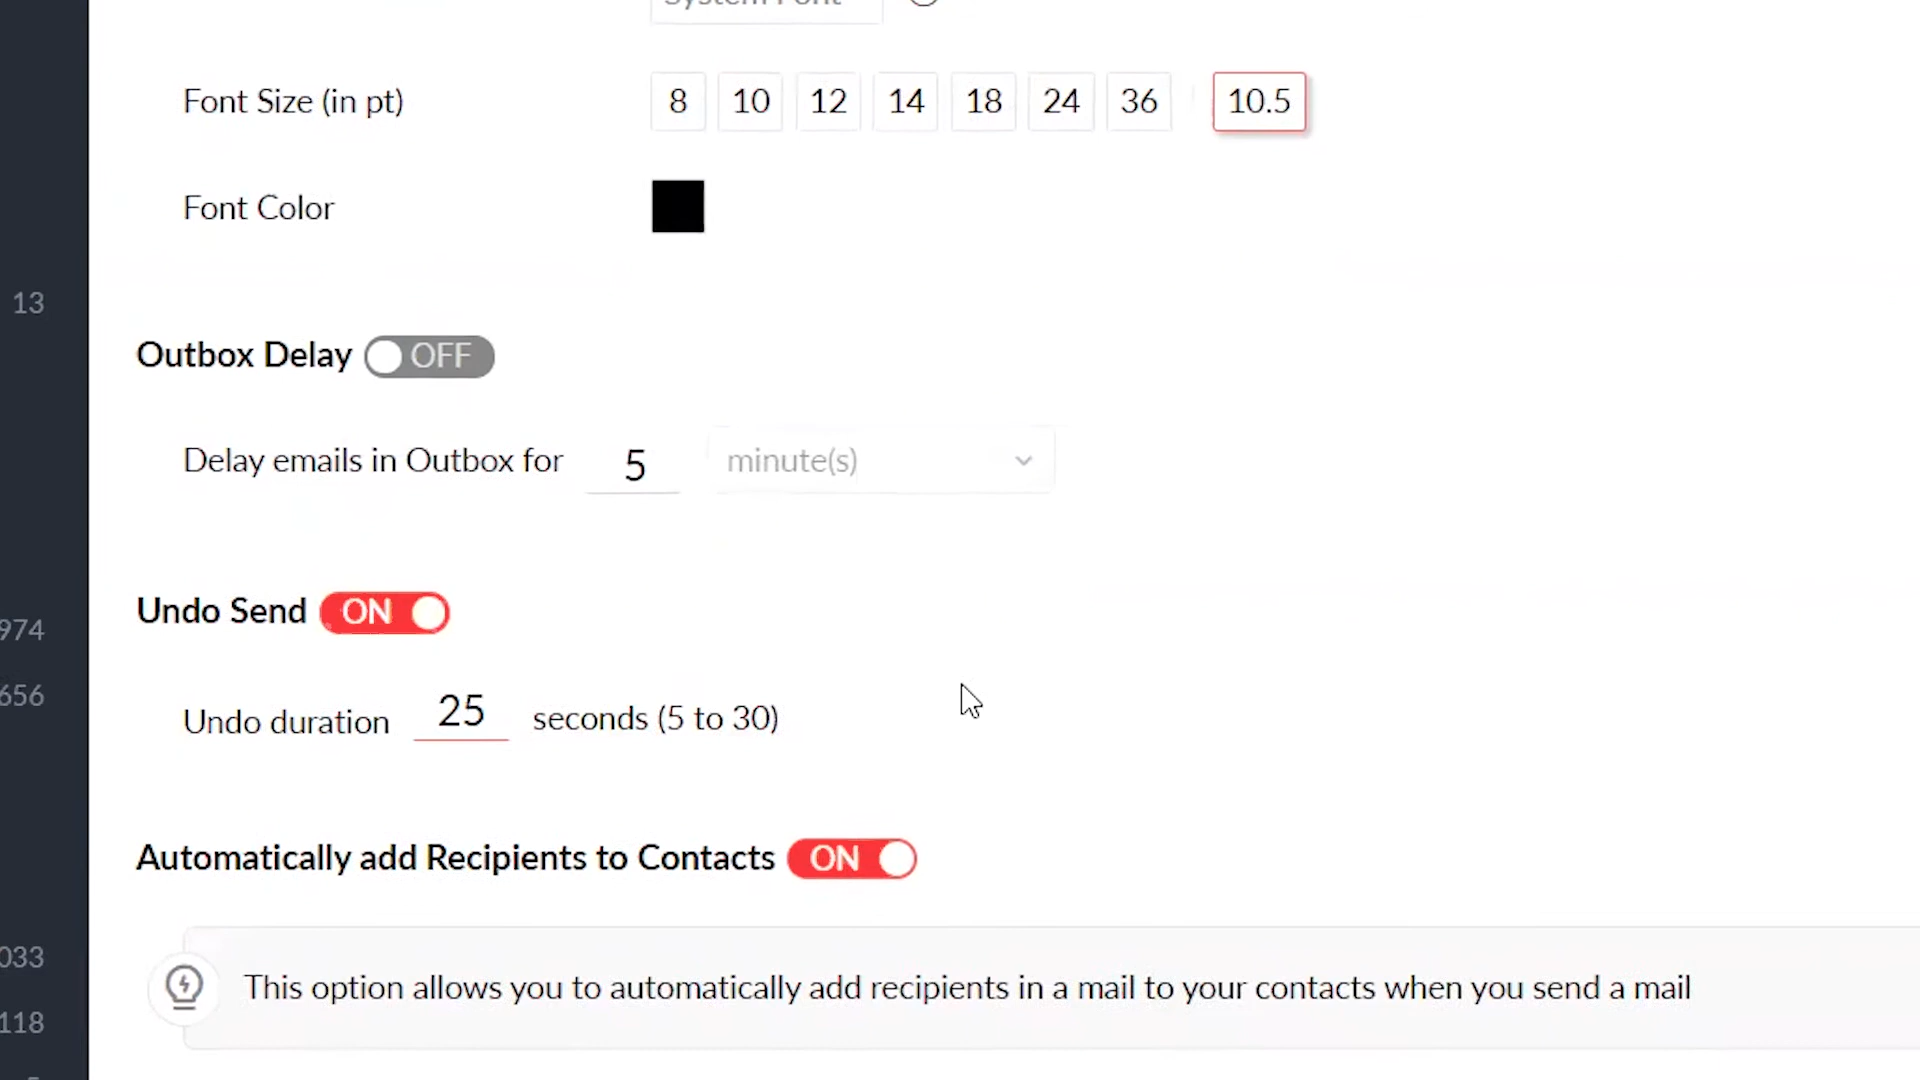 System Font
Font Size (in pt) 8 10 12 14 18 24 36 10.5
Font Color
13
Outbox Delay OFF
Delay emails in Outbox for 5 minute(s)
Undo Send ON
974
656
Undo duration 25 seconds (5 to 30)
Automatically add Recipients to Contacts ON
033
This option allows you to automatically add recipients in a mail to your contacts when you send a mail
118